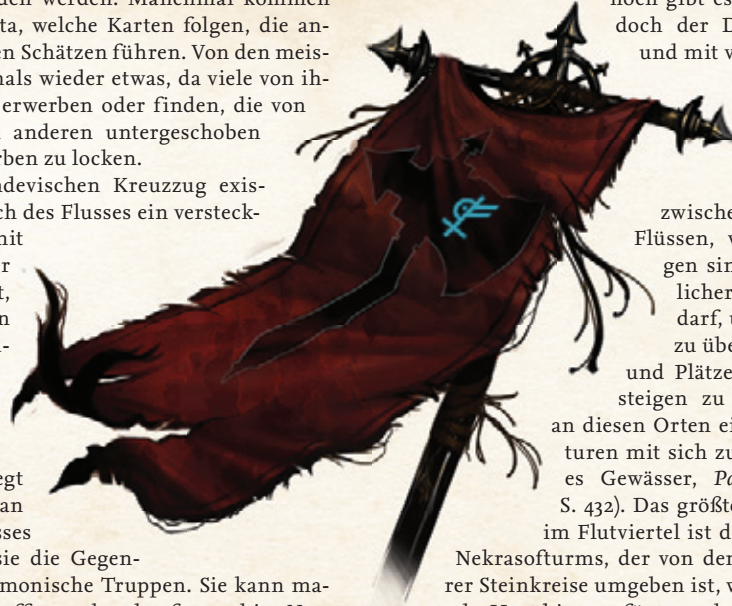 den werden. Manchmal kommen
ta, welche Karten folgen, die an-
en Schätzen führen. Von den meis-
mals wieder etwas, da viele von ih-
erwerben oder finden, die von
anderen untergeschoben
rben zu locken.
ndevischen Kreuzzug exis-
ch des Flusses ein versteck-
mit
r
t,
n
-
egt
an
sses
sie die Gegen-
monische Truppen. Sie kann ma-
noch gibt es
doch der D
und mit v
zwische
Flüssen, v
gen sin
licher
darf, u
zu übe
und Plätze
steigen zu
an diesen Orten ei
turen mit sich zu
es Gewässer, Pa
S. 432). Das größte
im Flutviertel ist d
Nekrasofturms, der von der
rer Steinkreise umgeben ist, v